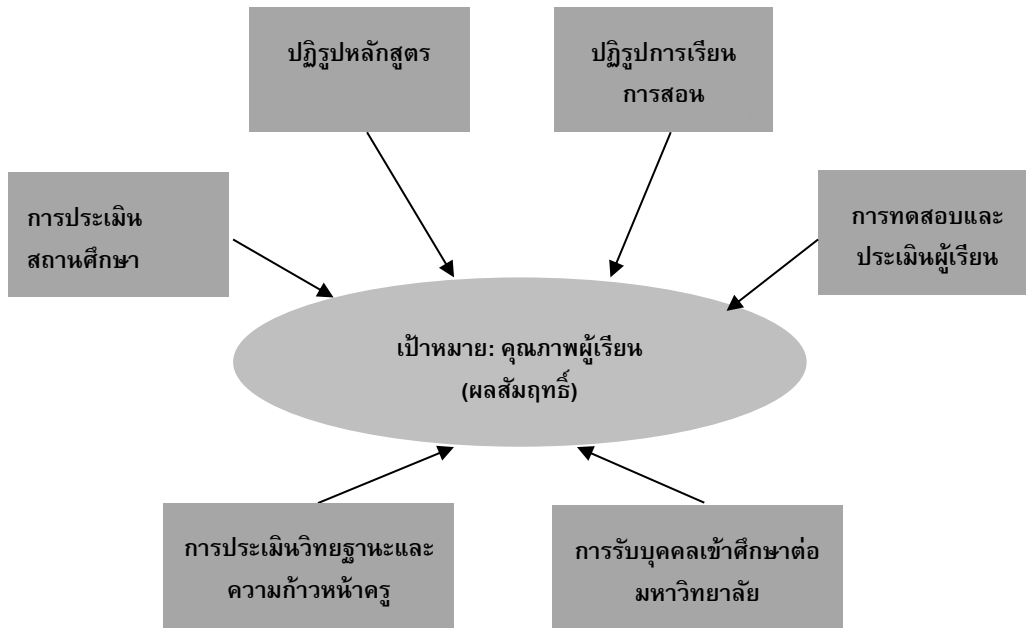 ปฏิรูปหลักสูตร
ปฏิรูปการเรียน
การสอน
การประเมิน
สถานศึกษา
การทดสอบและ
ประเมินผู้เรียน
เป้าหมาย: คุณภาพผู้เรียน
(ผลสัมฤทธิ์)
การประเมินวิทยฐานะและ
ความก้าวหน้าครู
การรับบุคคลเข้าศึกษาต่อ
มหาวิทยาลัย